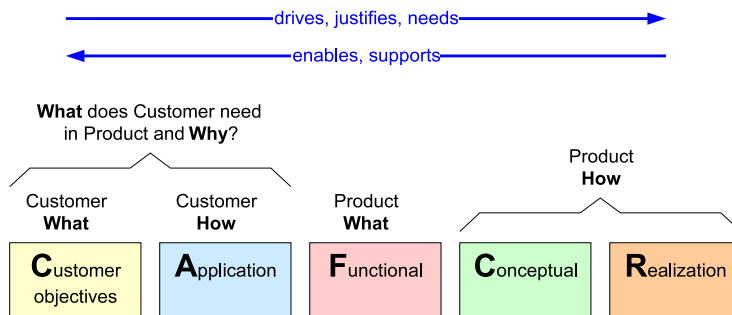 drives, justifies, needs
enables, supports
What does Customer need
in Product and Why?
Product
How
Customer
What
Customer
How
Product
What
Customer
objectives
Application
Functional
Conceptual
Realization